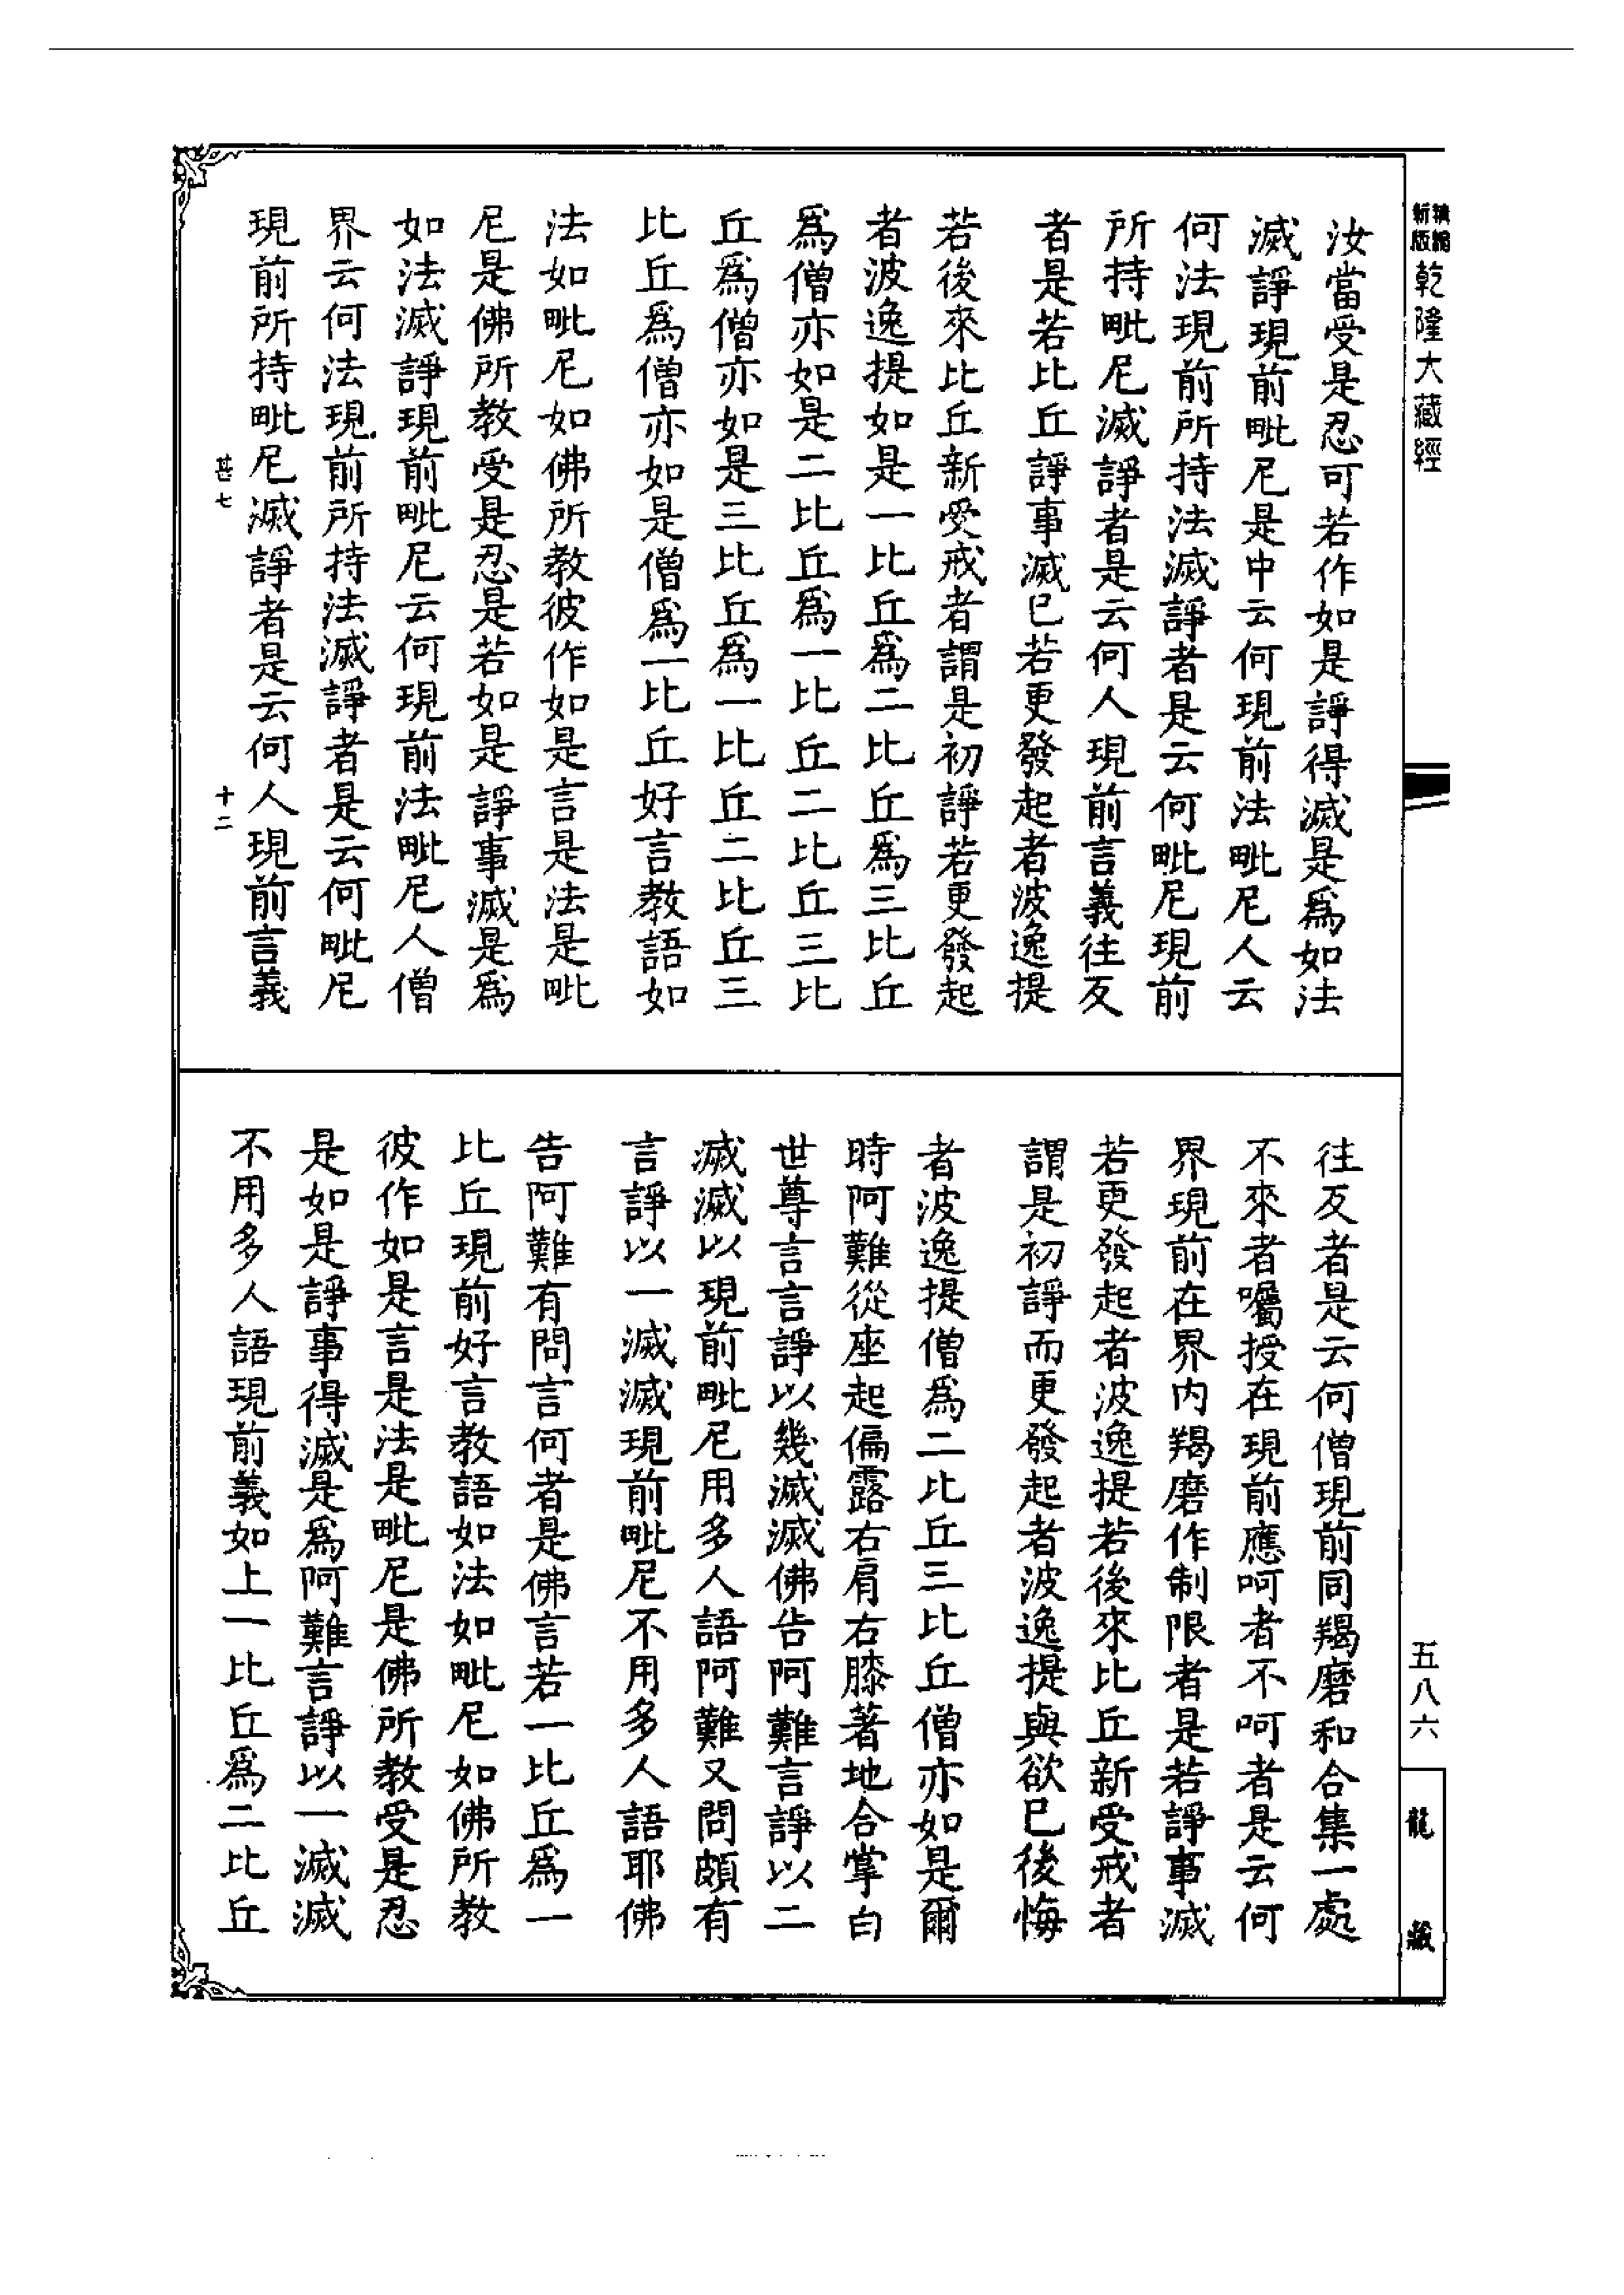 新版
精縮
乾隆大藏經
汝當受是忍可若作如是諍得滅是為如法
滅諍現前毗尼是中云何現前法毗尼人云
何法現前所持法滅諍者是云何毗尼現前
所持毗尼滅諍者是云何人現前言義往反
者是若比丘諍事滅已若更發起者波逸提
若後來比丘新受戒者謂是初諍若更發起
者波逸提如是一比丘為二比丘為三比丘
為僧亦如是二比丘為一比丘二比丘三比
丘為僧亦如是三比丘為一比丘二比丘三
比丘為僧亦如是僧為一比丘好言教語如
法如毗尼如佛所教彼作如是言是法是毗
尼是佛所教受是忍是若如是諍事滅是為
如法滅諍現前毗尼云何現前法毗尼人僧
界云何法現前所持法滅諍者是云何毗尼
現前所持毗尼滅諍者是云何人現前言義
甚七 十二
往反者是云何僧現前同羯磨和合集一處
不來者囑授在現前應呵者不呵者是云何
界現前在界內羯磨作制限者是若諍事滅
若更發起者波逸提若後來比丘新受戒者
謂是初諍而更發起者波逸提與欲已後悔
者波逸提僧為二比丘三比丘僧亦如是爾
時阿難從座起偏露右肩右膝著地合掌白
世尊言言諍以幾滅滅佛告阿難言諍以二
滅滅以現前毗尼用多人語阿難又問頗有
言諍以一滅滅現前毗尼不用多人語耶佛
告阿難有問言何者是佛言若一比丘為一
比丘現前好言教語如法如毗尼如佛所教
彼作如是言是法是毗尼是佛所教受是忍
是如是諍事得滅是為阿難言諍以一滅滅
不用多人語現前義如上一比丘為二比丘
五八六
龍藏